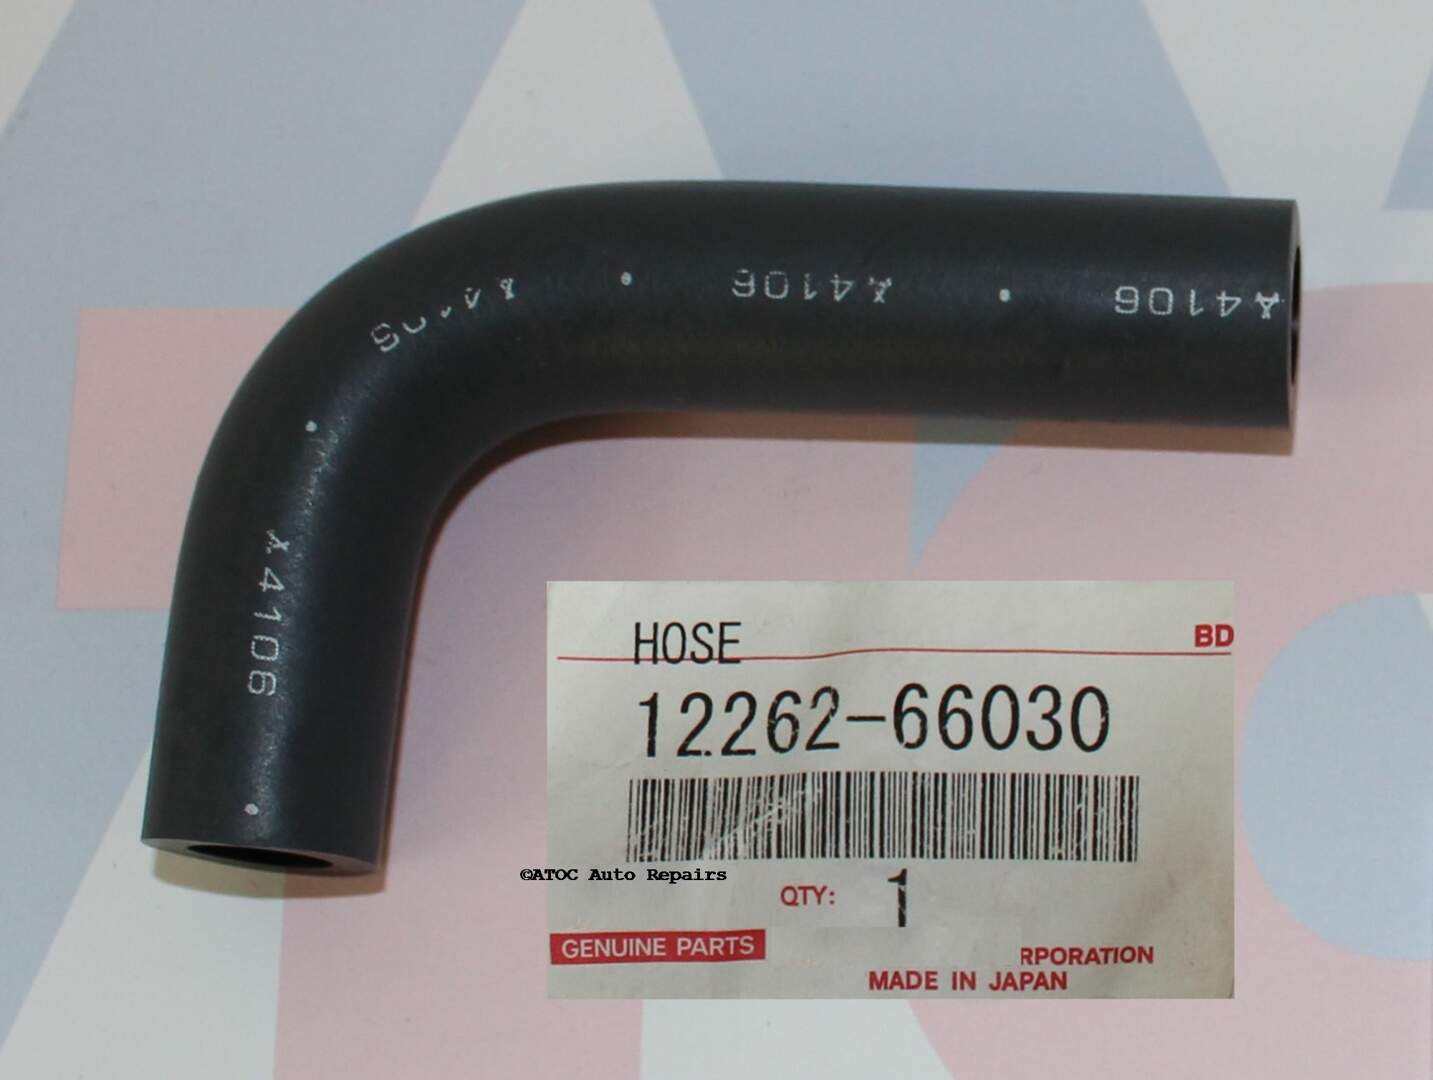 A4106
A4106
A4106
A4106
HOSE
BD
12262-66030
©ATOC Auto Repairs
QTY: 1
GENUINE PARTS
RPORATION
MADE IN JAPAN